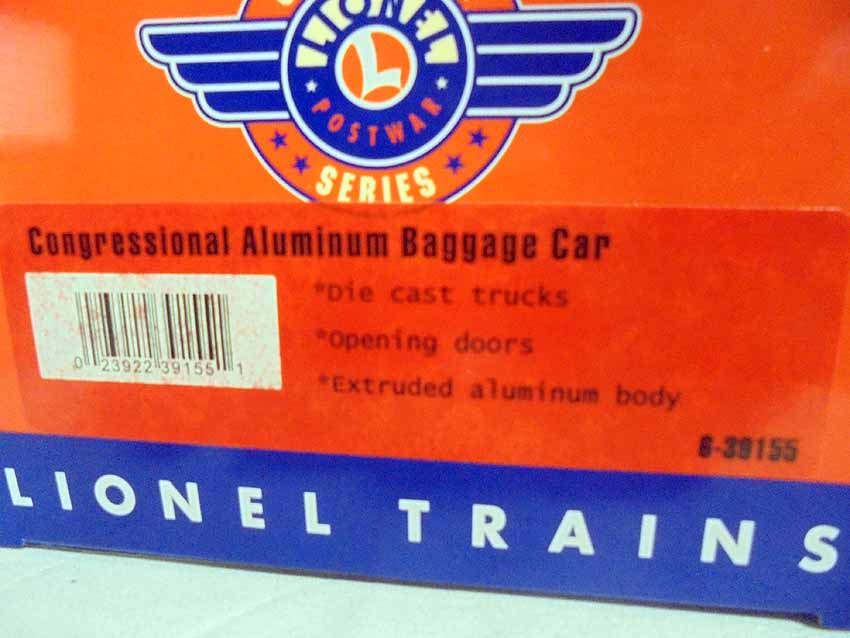 LIONEL
L
POSTWAR
SERIES
Congressional Aluminum Baggage Car
*Die cast trucks
*Opening doors
*Extruded aluminum body
0 23922 39155 1
6-39155
LIONEL TRAINS